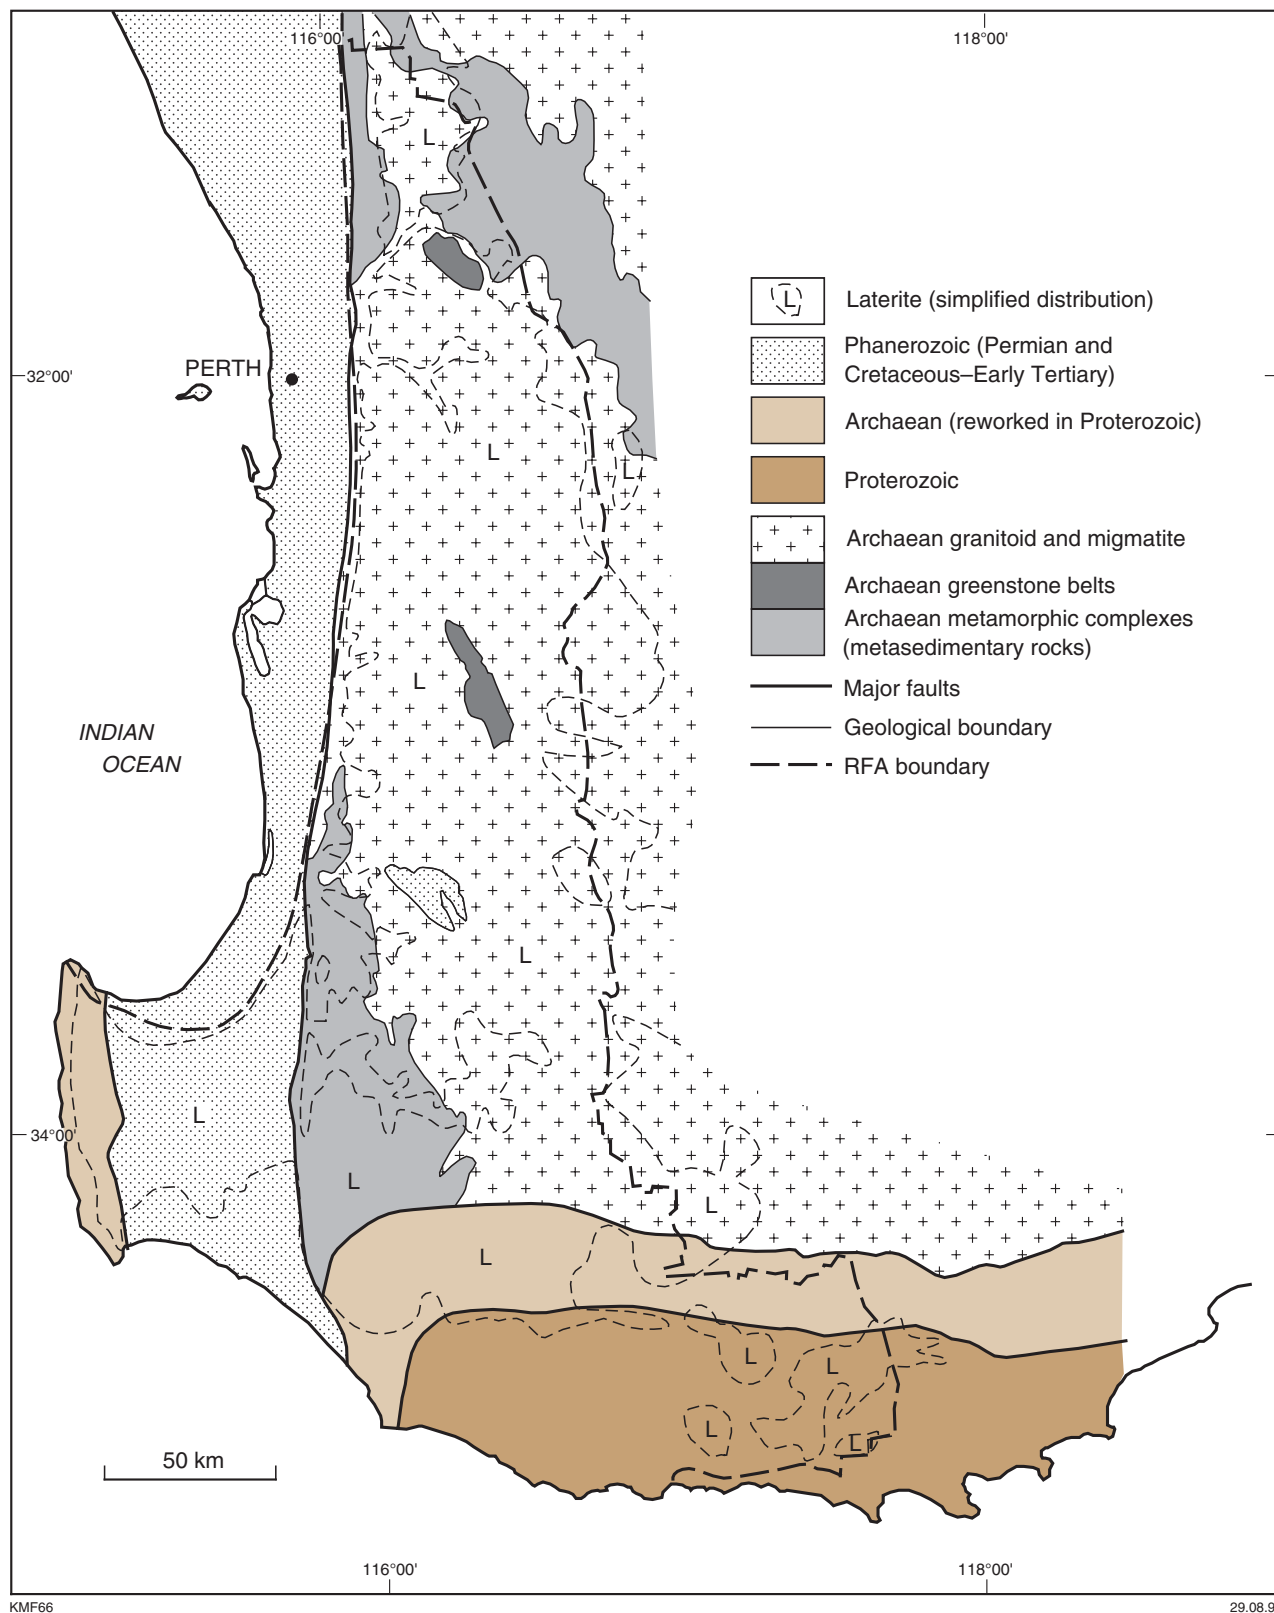 116°00'
118°00'
L
Laterite (simplified distribution)
L
Phanerozoic (Permian and
Cretaceous–Early Tertiary)
PERTH
32°00'
Archaean (reworked in Proterozoic)
L
L
Proterozoic
Archaean granitoid and migmatite
Archaean greenstone belts
Archaean metamorphic complexes
(metasedimentary rocks)
L
Major faults
INDIAN
OCEAN
Geological boundary
RFA boundary
L
L
34°00'
L
L
L
L
L
L
L
50 km
116°00'
118°00'
KMF66
29.08.9